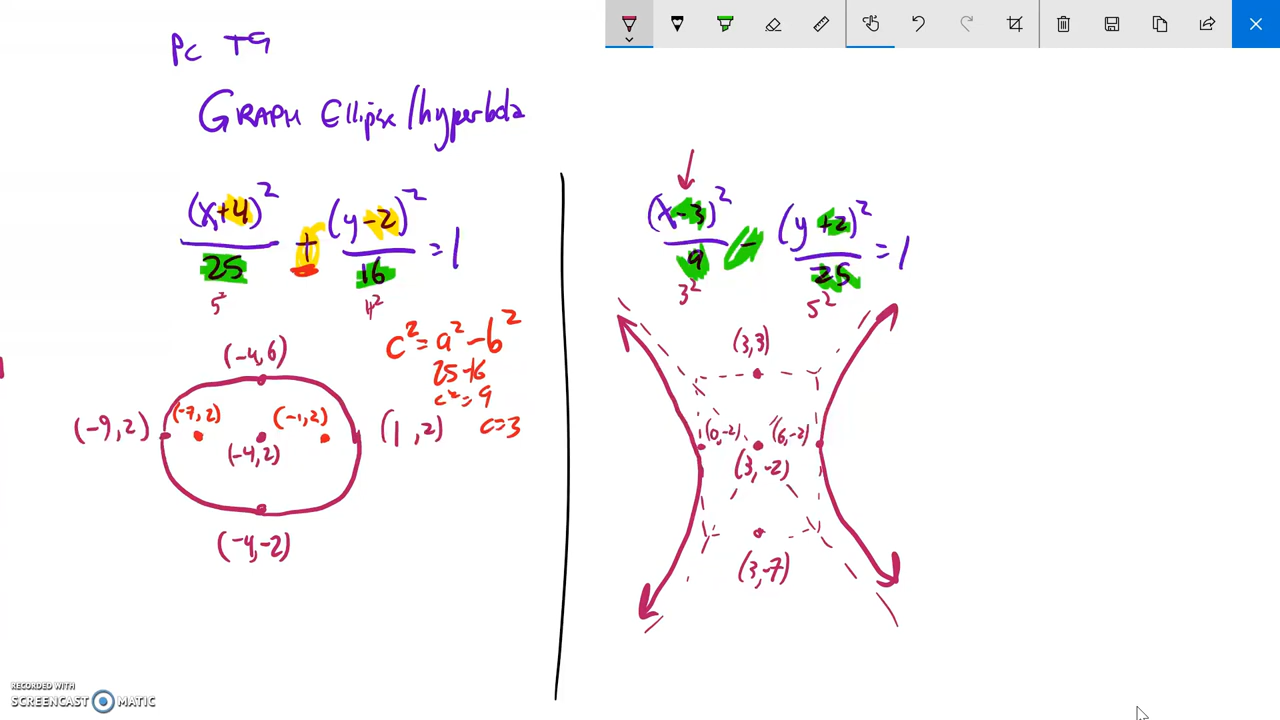 PC T9
GRAPH Ellipse/hyperbola
(x+4)²/25 + (y-2)²/16 = 1
5²
4²
c² = a² - b²
25-16
c² = 9
c=3
(-4,6)
(-9,2)
(-7,2)
(-1,2)
(1,2)
(-4,2)
(-4,-2)
(x-3)²/9 - (y+2)²/25 = 1
3²
5²
(3,3)
(0,-2)
(6,-2)
(3,-2)
(3,-7)
RECORDED WITH
SCREENCAST MATIC